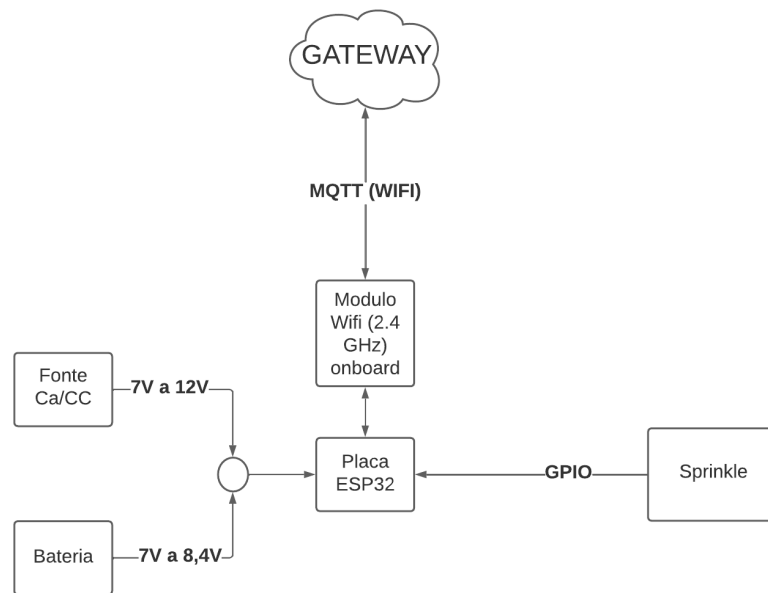 GATEWAY
MQTT (WIFI)
Modulo
Wifi (2.4
GHz)
onboard
Fonte
Ca/CC
7V a 12V
Placa
ESP32
GPIO
Sprinkle
Bateria
7V a 8,4V